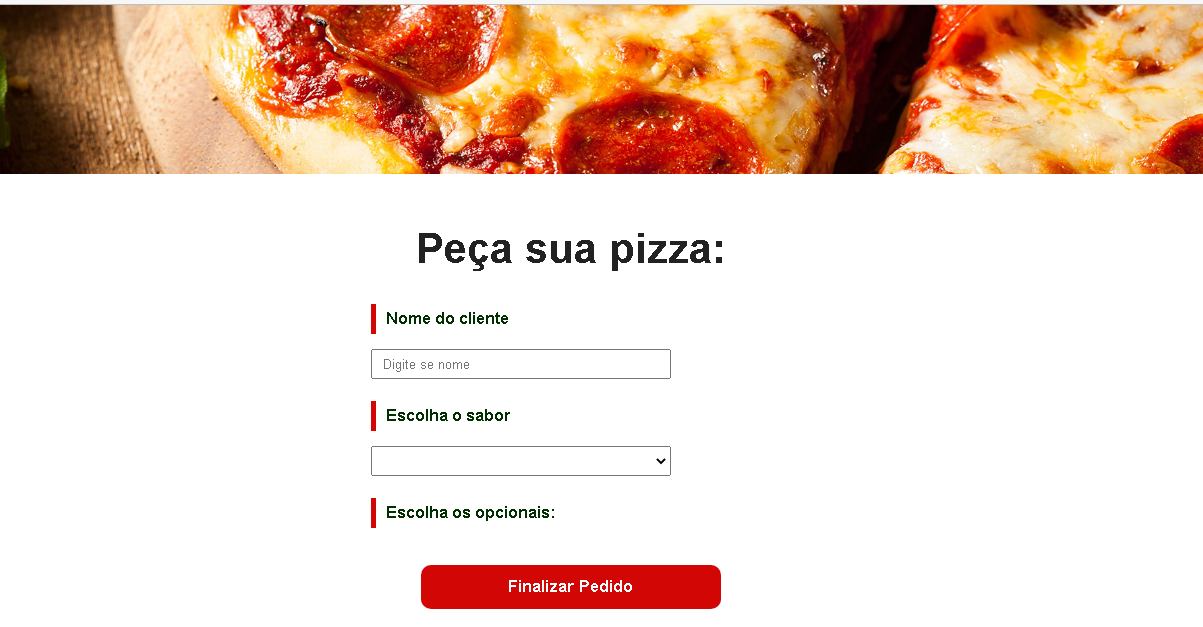 Peça sua pizza:
Nome do cliente
Digite se nome
Escolha o sabor
Escolha os opcionais:
Finalizar Pedido